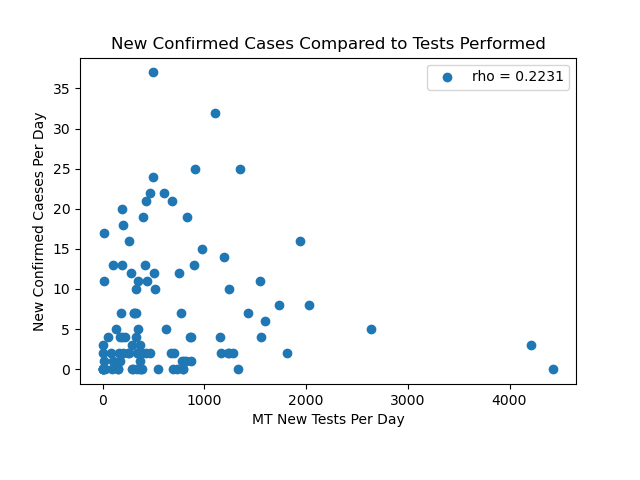 New Confirmed Cases Compared to Tests Performed
rho = 0.2231
New Confirmed Caeses Per Day
35
30
25
20
15
10
5
0
0 1000 2000 3000 4000
MT New Tests Per Day